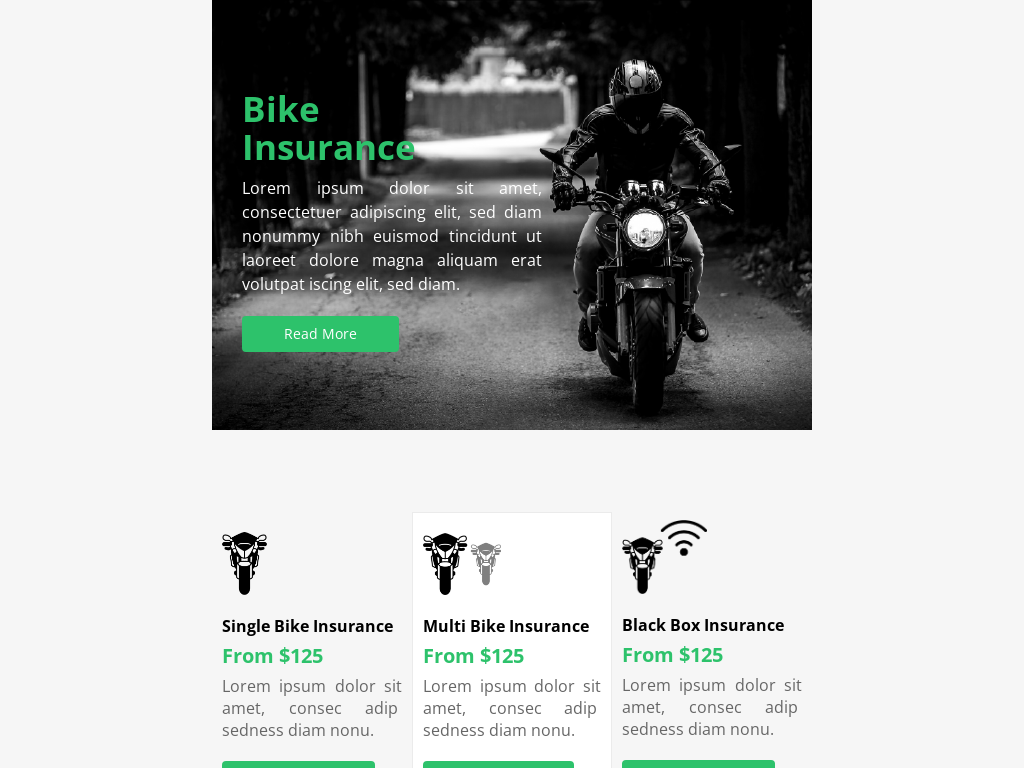 Bike
Insurance
Lorem ipsum dolor sit amet,
consectetuer adipiscing elit, sed diam
nonummy nibh euismod tincidunt ut
laoreet dolore magna aliquam erat
volutpat iscing elit, sed diam.
Read More
Single Bike Insurance
From $125
Lorem ipsum dolor sit
amet, consec adip
sedness diam nonu.
Multi Bike Insurance
From $125
Lorem ipsum dolor sit
amet, consec adip
sedness diam nonu.
Black Box Insurance
From $125
Lorem ipsum dolor sit
amet, consec adip
sedness diam nonu.